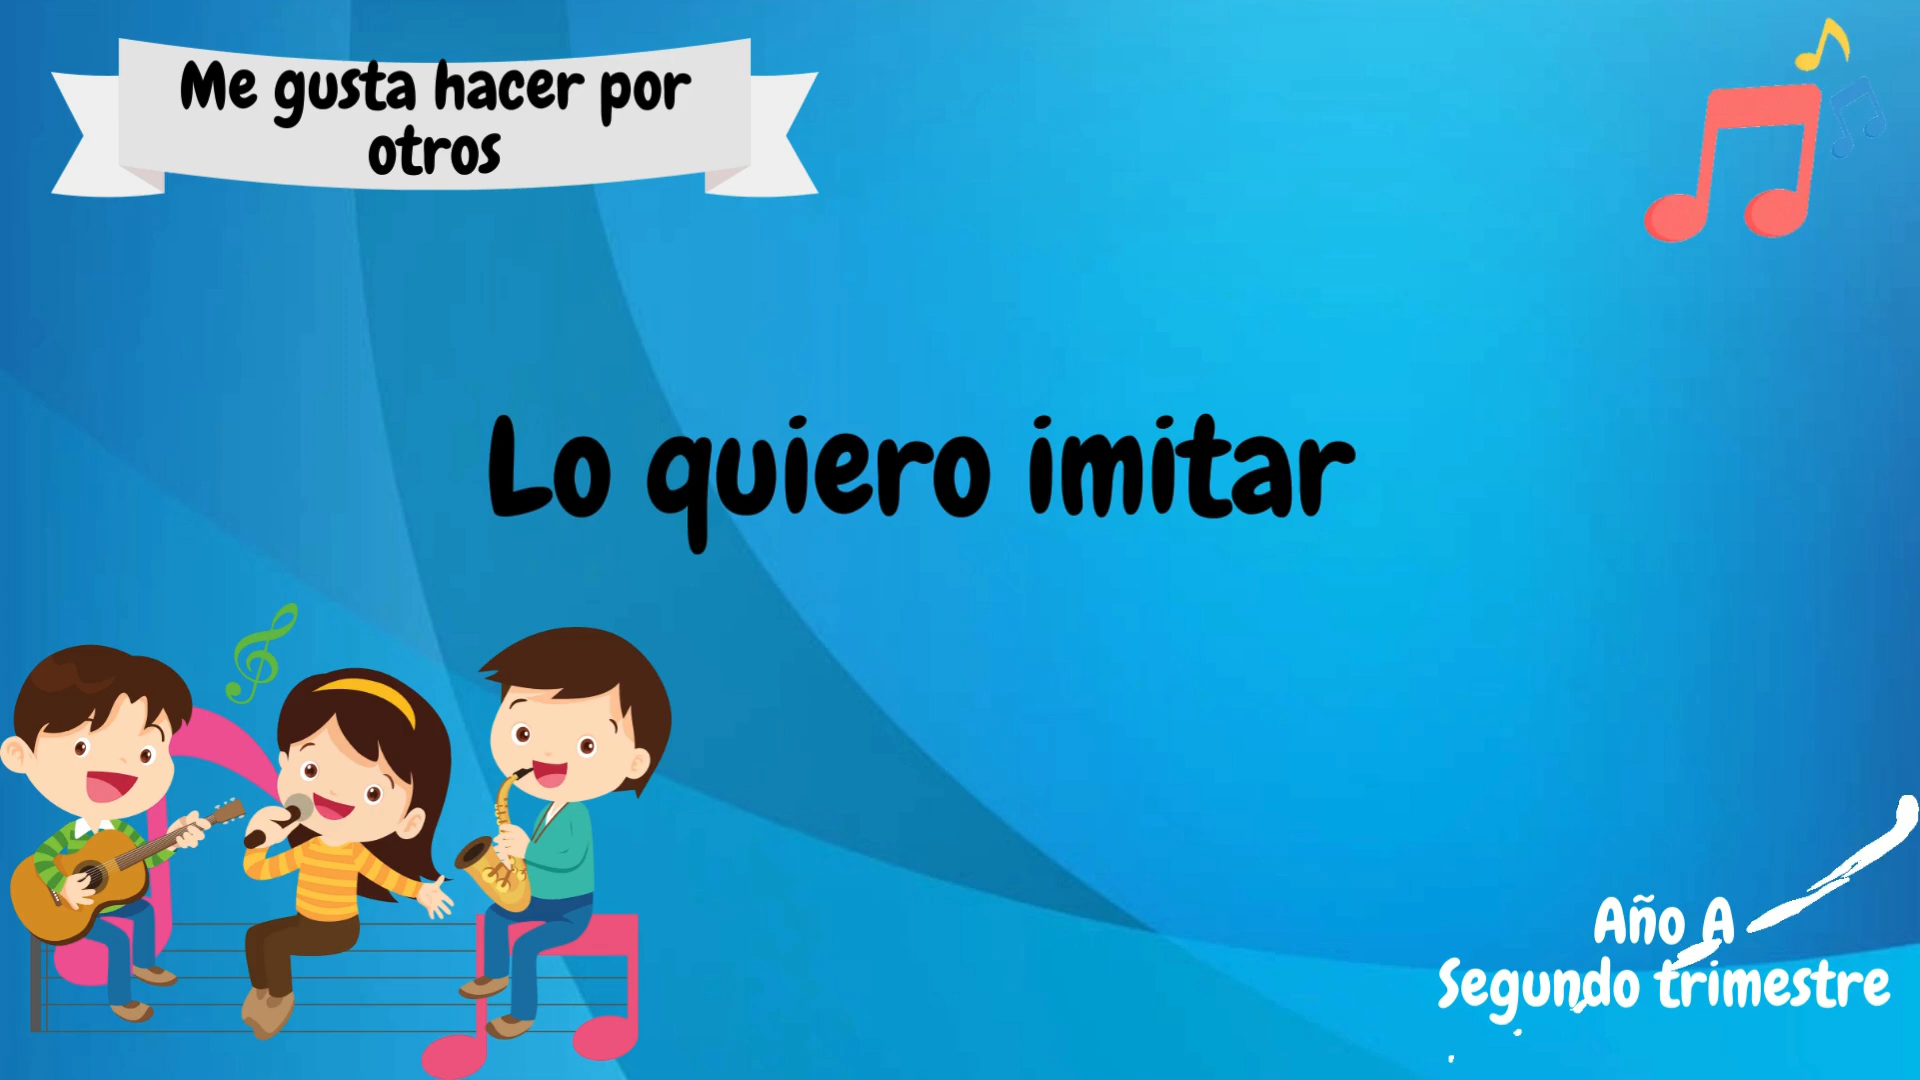 Me gusta hacer por
otros
Lo quiero imitar
Año A
Segundo trimestre